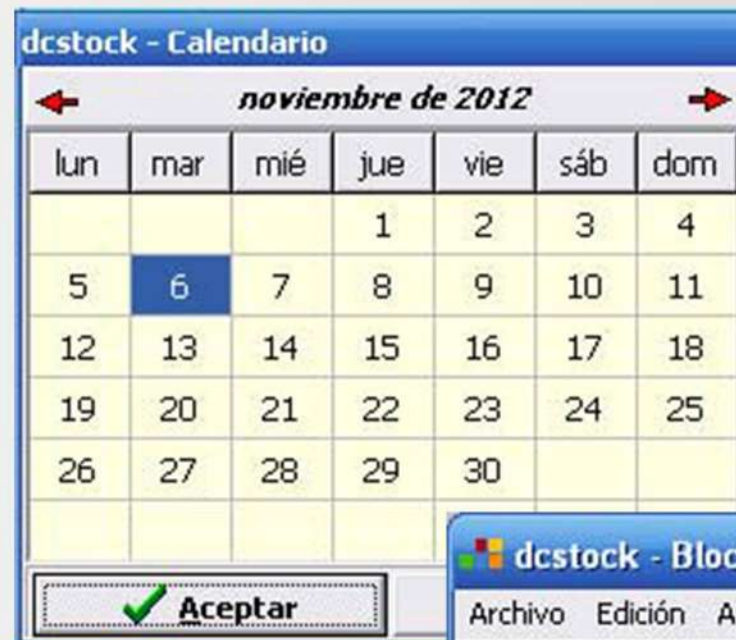 dcstock - Calendario
noviembre de 2012
lun mar mié jue vie sáb dom
1 2 3 4
5 6 7 8 9 10 11
12 13 14 15 16 17 18
19 20 21 22 23 24 25
26 27 28 29 30
dcstock - Bloc
Aceptar
Archivo Edición A